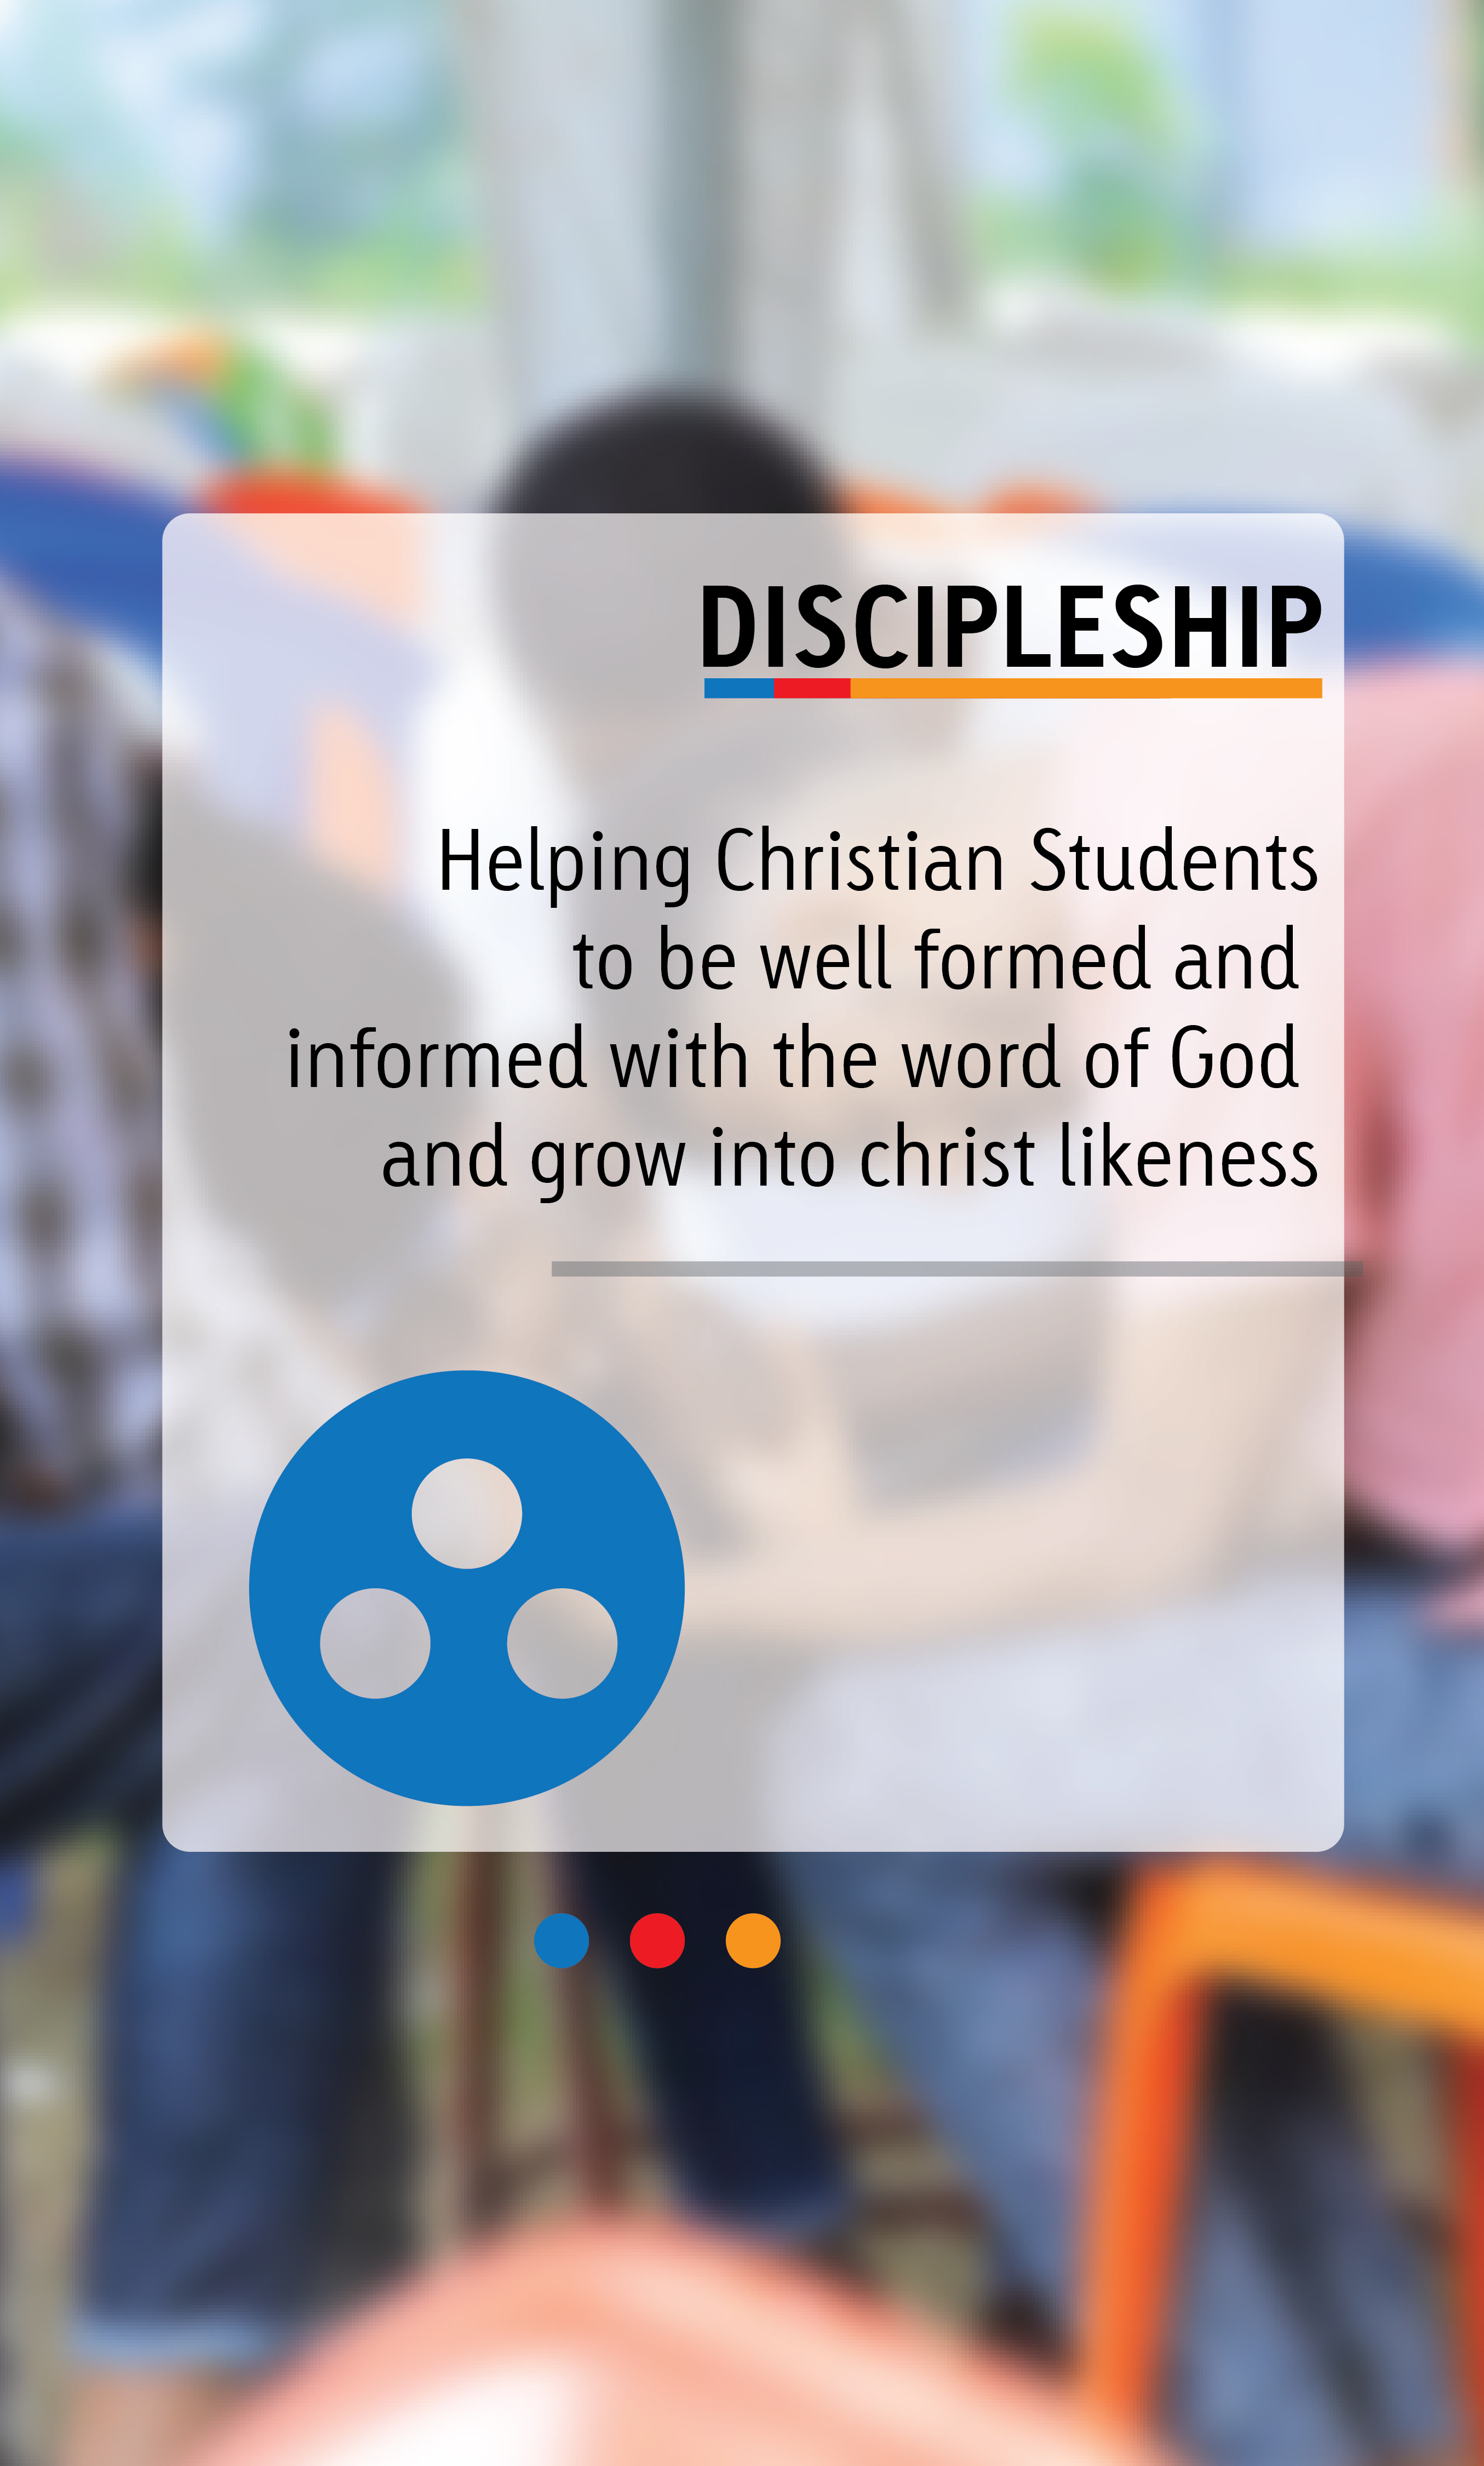 DISCIPLESHIP
Helping Christian Students
to be well formed and
informed with the word of God
and grow into christ likeness